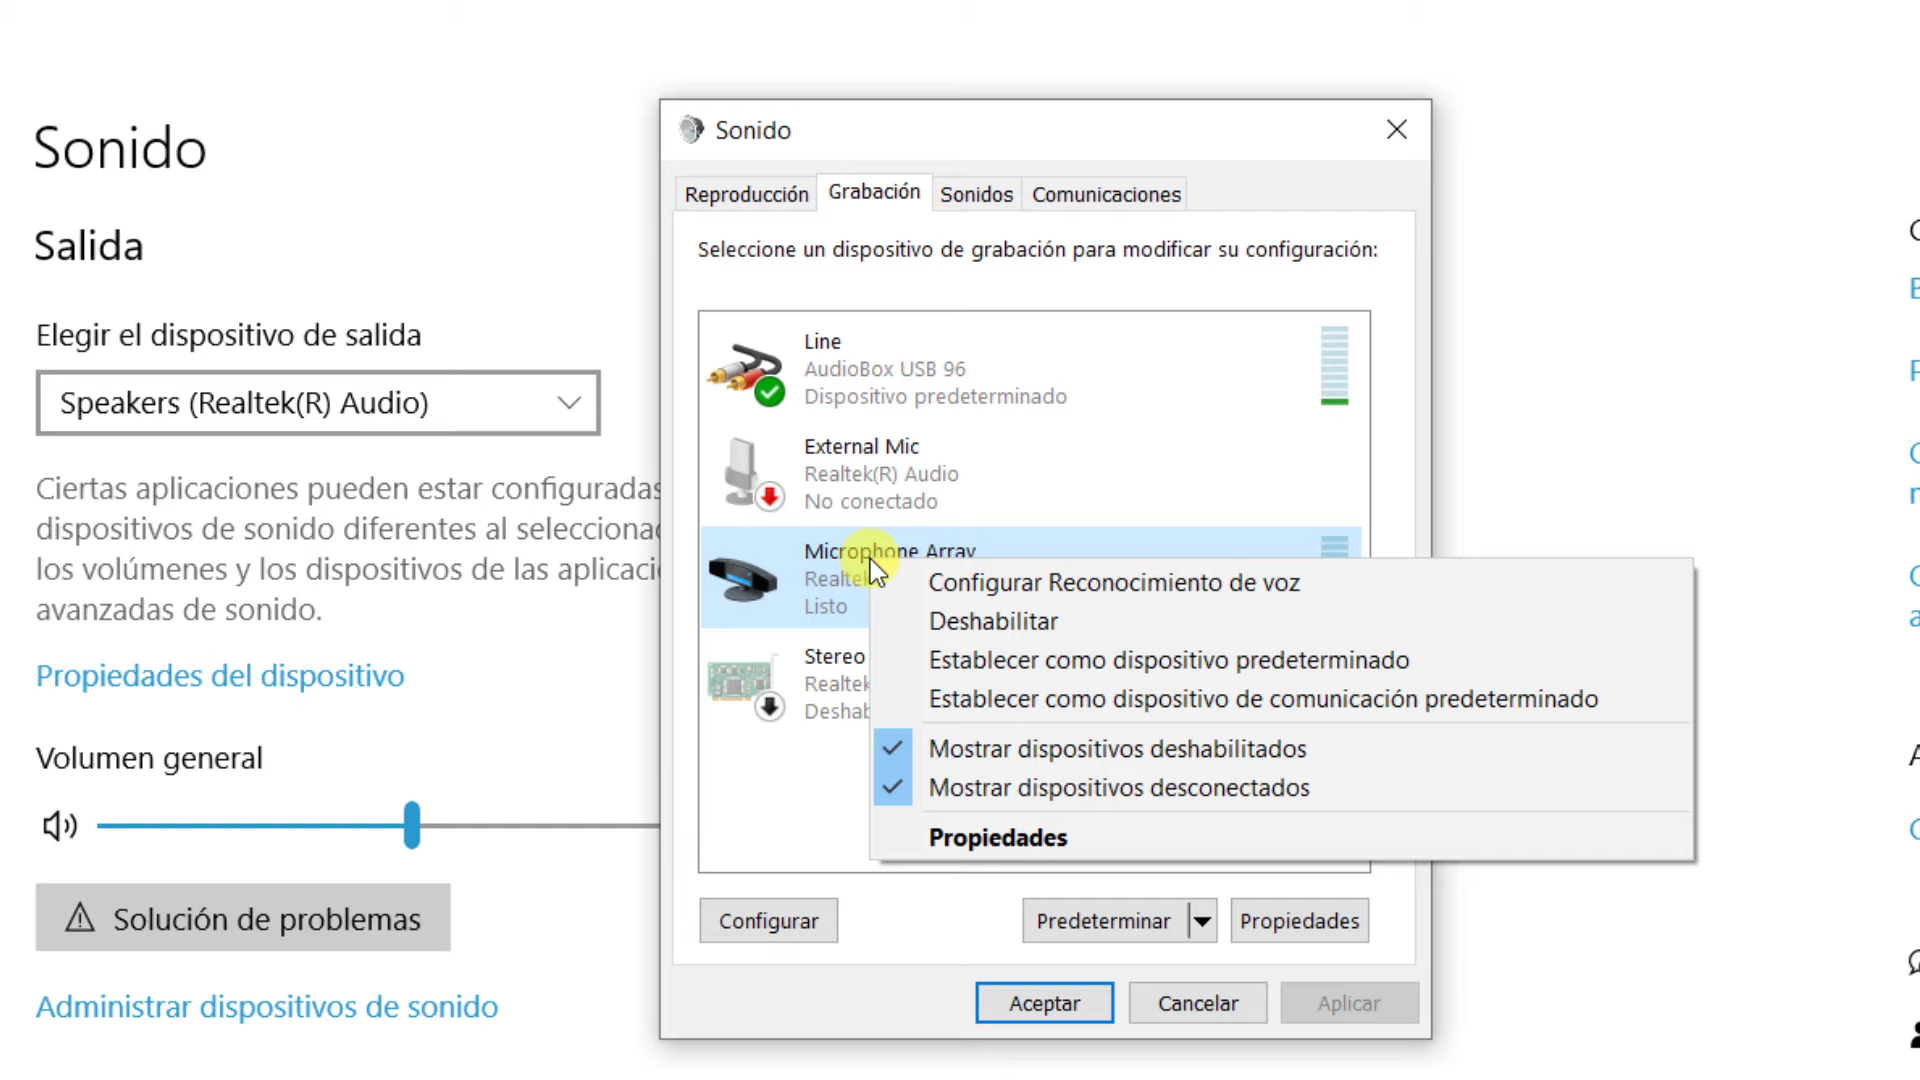 Sonido
Salida
Elegir el dispositivo de salida
Speakers (Realtek(R) Audio)
Ciertas aplicaciones pueden estar configuradas
dispositivos de sonido diferentes al
los volúmenes y los dispositivos de las
avanzadas de sonido.
Propiedades del dispositivo
Volumen general
Solución de problemas
Administrar dispositivos de sonido
Sonido
Reproducción Grabación Sonidos Comunicaciones
Seleccione un dispositivo de grabación para modificar su configuración:
Line
AudioBox USB 96
Dispositivo predeterminado
External Mic
Realtek(R) Audio
No conectado
Microphone Array
Listo
Stereo
Configurar Reconocimiento de voz
Deshabilitar
Establecer como dispositivo predeterminado
Establecer como dispositivo de comunicación predeterminado
Mostrar dispositivos deshabilitados
Mostrar dispositivos desconectados
Propiedades
Configurar Predeterminar Propiedades
Aceptar Cancelar Aplicar